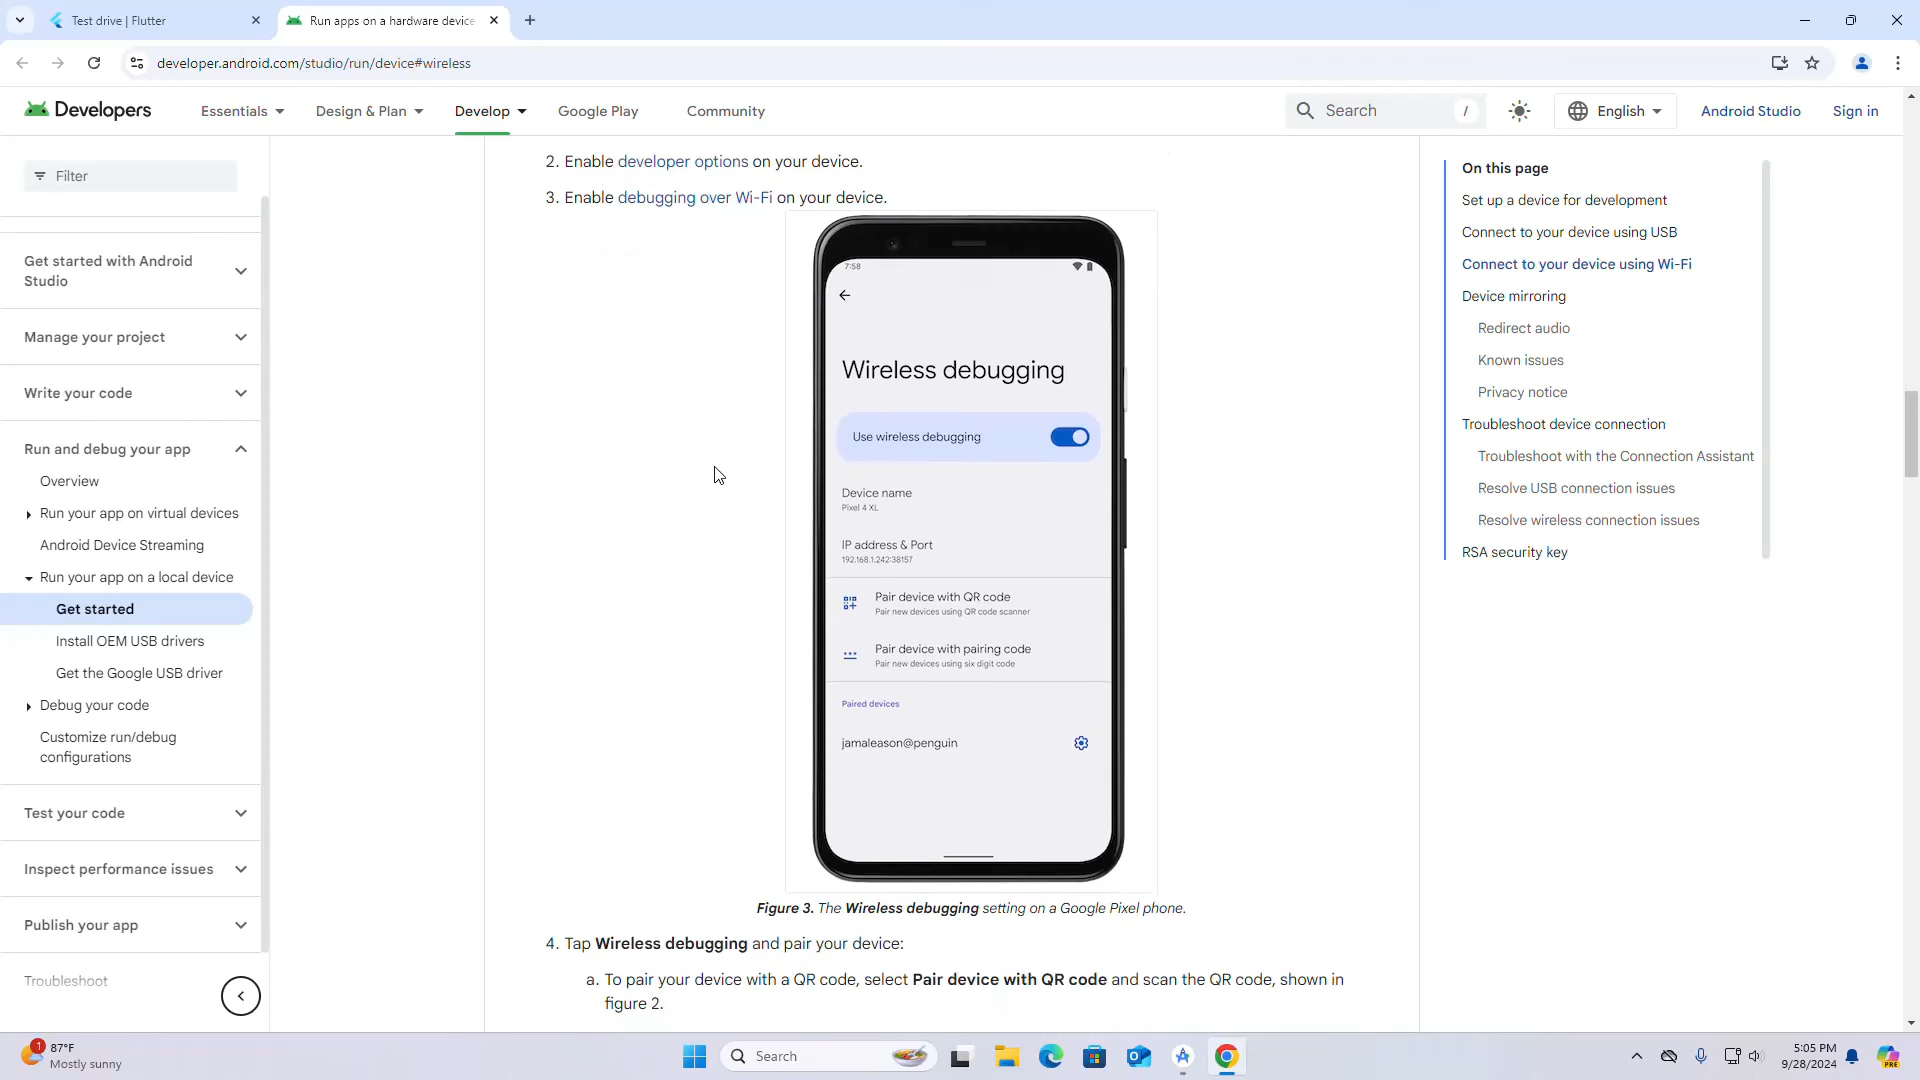 Test drive | Flutter
Run apps on a hardware device
developer.android.com/studio/run/device#wireless
Developers
Essentials
Design & Plan
Develop
Google Play
Community
Search
/
English
Android Studio
Sign in
Filter
Get started with Android
Studio
Manage your project
Write your code
Run and debug your app
Overview
Run your app on virtual devices
Android Device Streaming
Run your app on a local device
Get started
Install OEM USB drivers
Get the Google USB driver
Debug your code
Customize run/debug
configurations
Test your code
Inspect performance issues
Publish your app
Troubleshoot
2. Enable developer options on your device.
3. Enable debugging over Wi-Fi on your device.
7:58
Wireless debugging
Use wireless debugging
Device name
Pixel 4 XL
IP address & Port
192.168.1.242:38157
Pair device with QR code
Pair new devices using QR code scanner
Pair device with pairing code
Pair new devices using six digit code
Paired devices
jamaleason@penguin
Figure 3. The Wireless debugging setting on a Google Pixel phone.
4. Tap Wireless debugging and pair your device:
a. To pair your device with a QR code, select Pair device with QR code and scan the QR code, shown in
figure 2.
On this page
Set up a device for development
Connect to your device using USB
Connect to your device using Wi-Fi
Device mirroring
Redirect audio
Known issues
Privacy notice
Troubleshoot device connection
Troubleshoot with the Connection Assistant
Resolve USB connection issues
Resolve wireless connection issues
RSA security key
1
87°F
Mostly sunny
Search
5:05 PM
9/28/2024
PRE